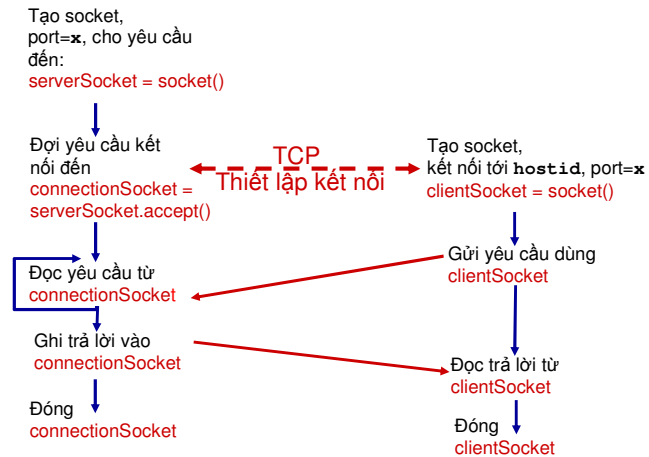 Tạo socket,
port=x, cho yêu cầu
đến:
serverSocket = socket()
Đợi yêu cầu kết
nối đến
connectionSocket =
serverSocket.accept()
TCP
Thiết lập kết nối
Tạo socket,
kết nối tới hostid, port=x
clientSocket = socket()
Gửi yêu cầu dùng
clientSocket
Đọc yêu cầu từ
connectionSocket
Ghi trả lời vào
connectionSocket
Đọc trả lời từ
clientSocket
Đóng
connectionSocket
Đóng
clientSocket